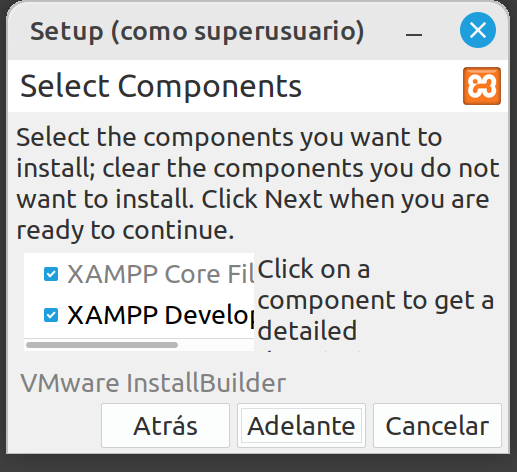 Setup (como superusuario)
Select Components
Select the components you want to
install; clear the components you do not
want to install. Click Next when you are
ready to continue.
XAMPP Core Fil
XAMPP Develop
Click on a
component to get a
detailed
VMware InstallBuilder
Atrás
Adelante
Cancelar